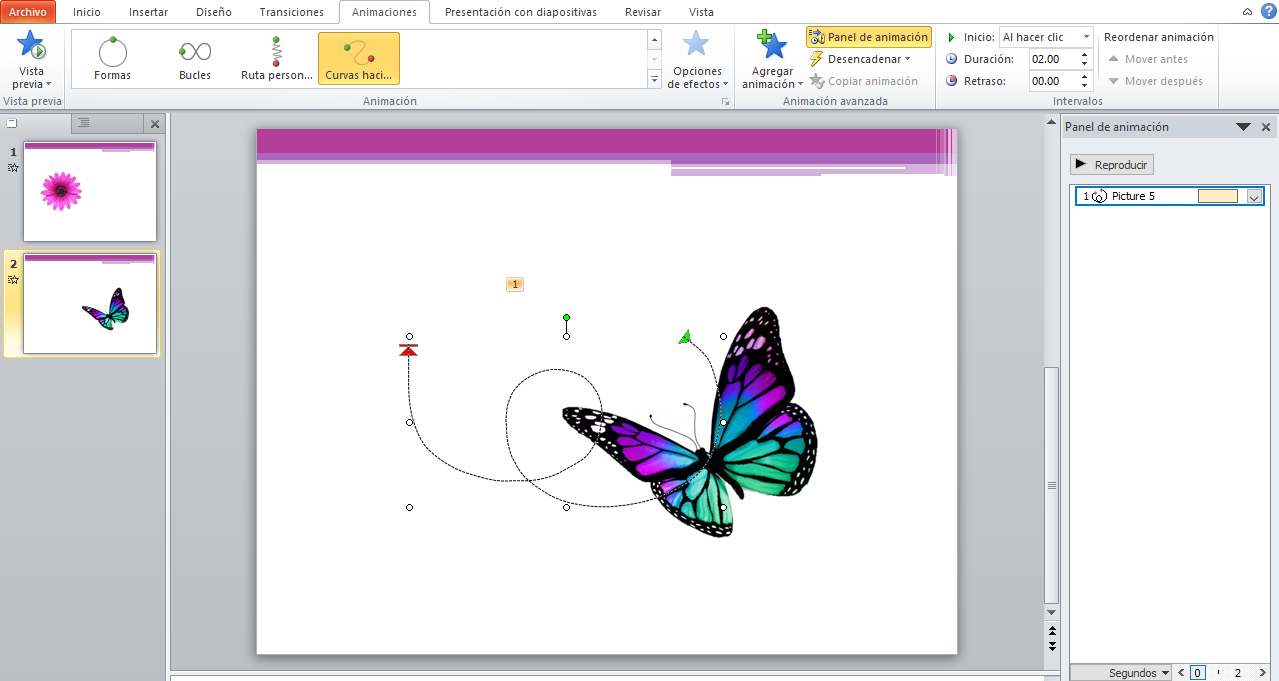 Archivo Inicio Insertar Diseño Transiciones Animaciones Presentación con diapositivas Revisar Vista
Vista previa
Vista previa
Formas
Bucles
Ruta person...
Curvas haci...
Animación
Opciones de efectos
Agregar animación
Panel de animación
Desencadenar
Copiar animación
Animación avanzada
Inicio: Al hacer clic
Duración: 02.00
Retraso: 00.00
Reordenar animación
Mover antes
Mover después
Intervalos
1
2
1
Panel de animación
Reproducir
1 Picture 5
Segundos 0 2